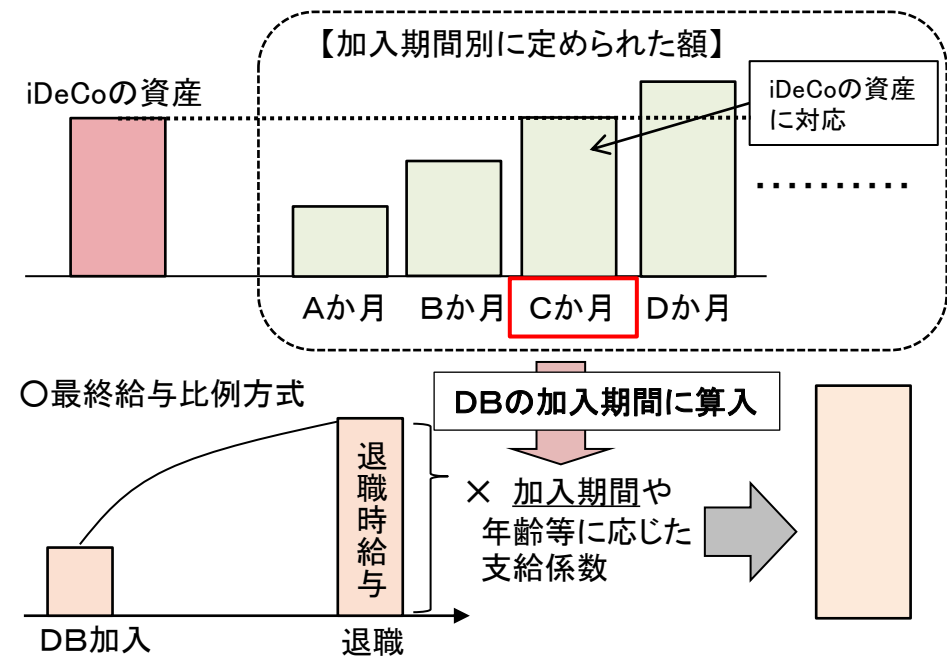 【加入期間別に定められた額】
iDeCoの資産
iDeCoの資産
に対応
‥‥‥‥‥
Aか月
Bか月
Cか月
Dか月
〇最終給与比例方式
DBの加入期間に算入
退職時給与
× 加入期間や
年齢等に応じた
支給係数
DB加入
退職